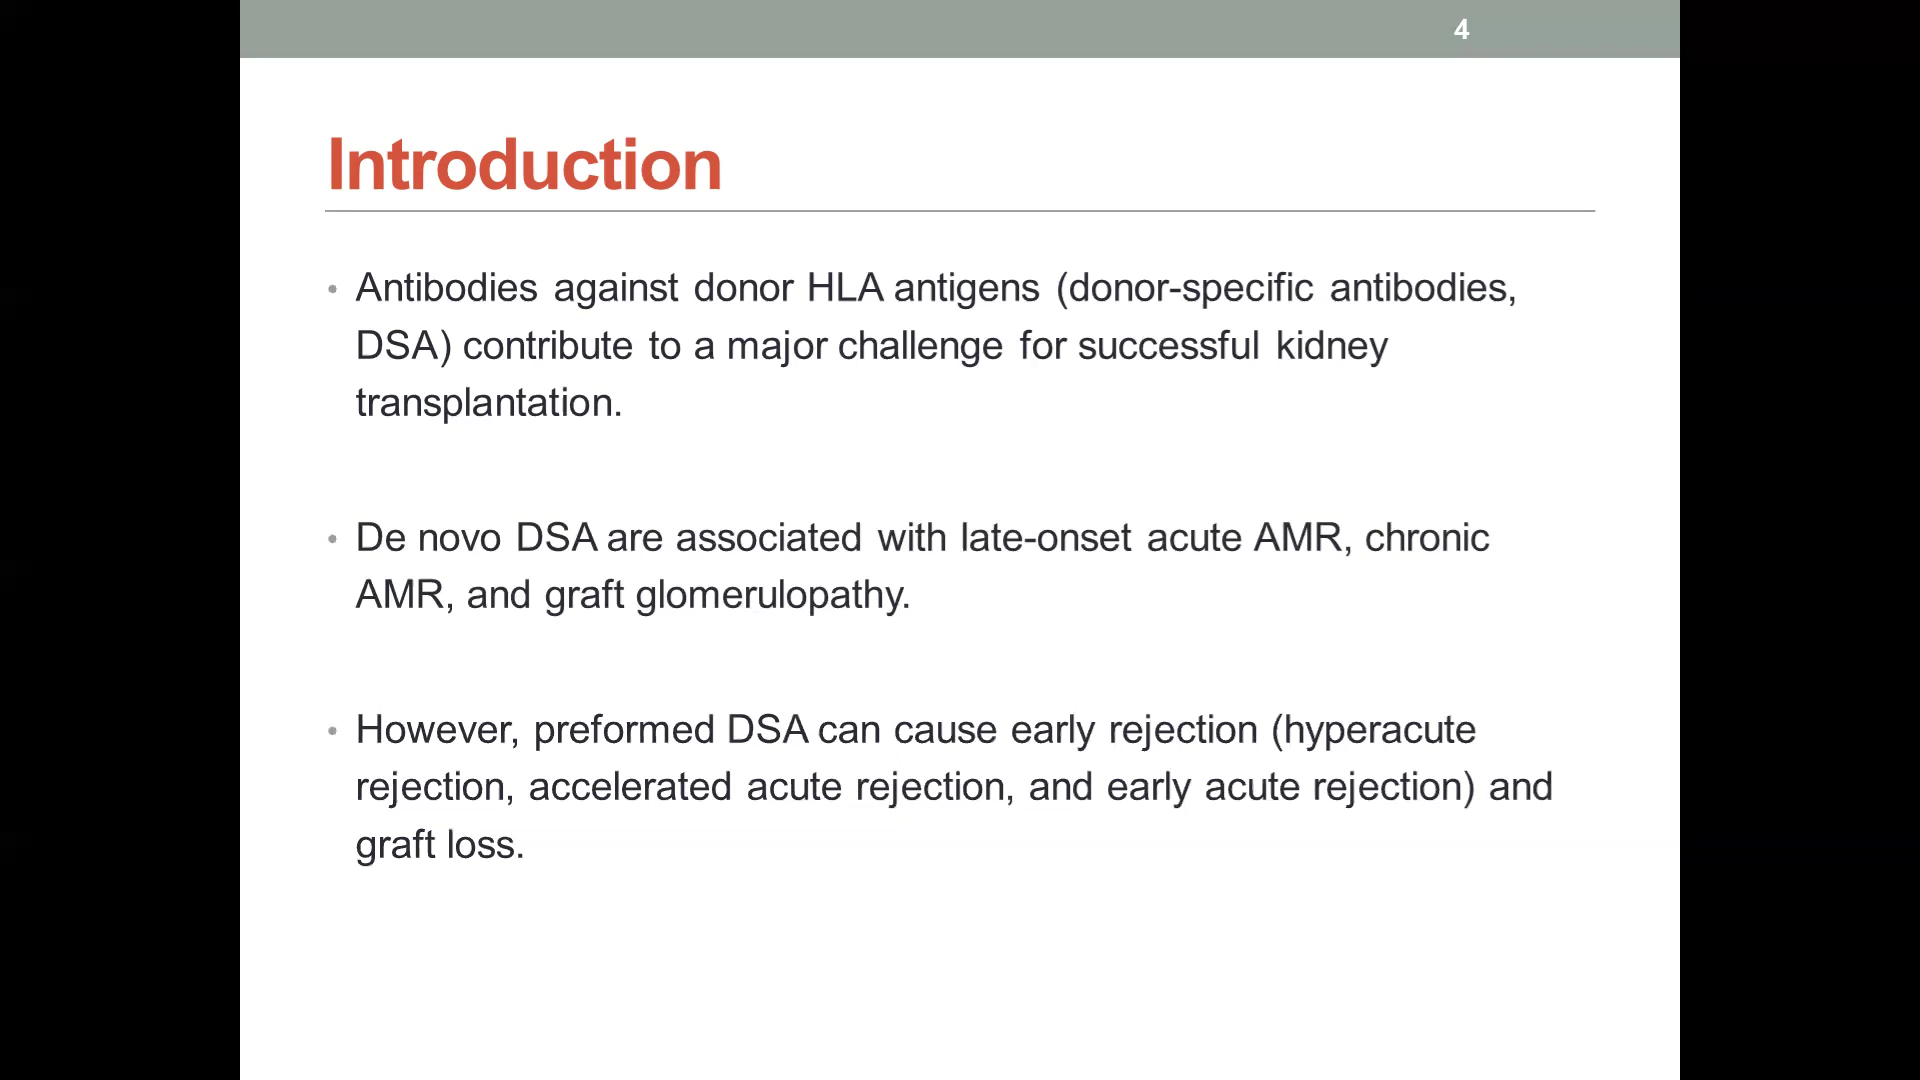 4
Introduction
• Antibodies against donor HLA antigens (donor-specific antibodies,
DSA) contribute to a major challenge for successful kidney
transplantation.
• De novo DSA are associated with late-onset acute AMR, chronic
AMR, and graft glomerulopathy.
• However, preformed DSA can cause early rejection (hyperacute
rejection, accelerated acute rejection, and early acute rejection) and
graft loss.